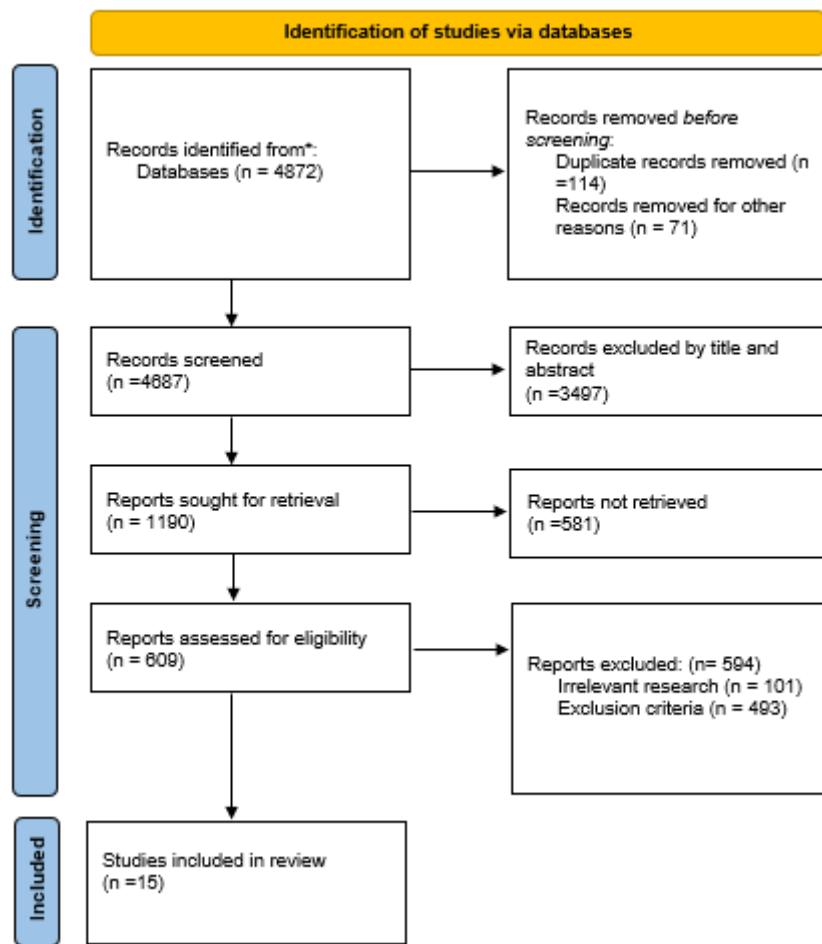 Identification of studies via databases
Identification
Records identified from*:
Databases (n = 4872)
Records removed before
screening:
Duplicate records removed (n
=114)
Records removed for other
reasons (n = 71)
Screening
Records screened
(n =4687)
Records excluded by title and
abstract
(n =3497)
Reports sought for retrieval
(n = 1190)
Reports not retrieved
(n =581)
Reports assessed for eligibility
(n = 609)
Reports excluded: (n= 594)
Irrelevant research (n = 101)
Exclusion criteria (n = 493)
Included
Studies included in review
(n =15)